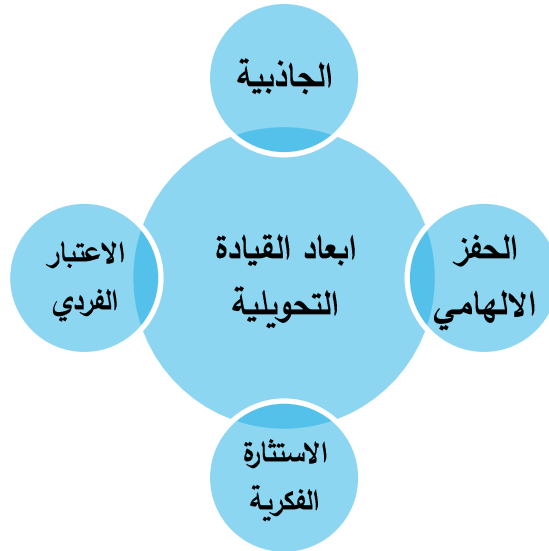 الجاذبية
ابعاد القيادة
التحويلية
الحفز
الالهامي
الاستثارة
الفكرية
الاعتبار
الفردي